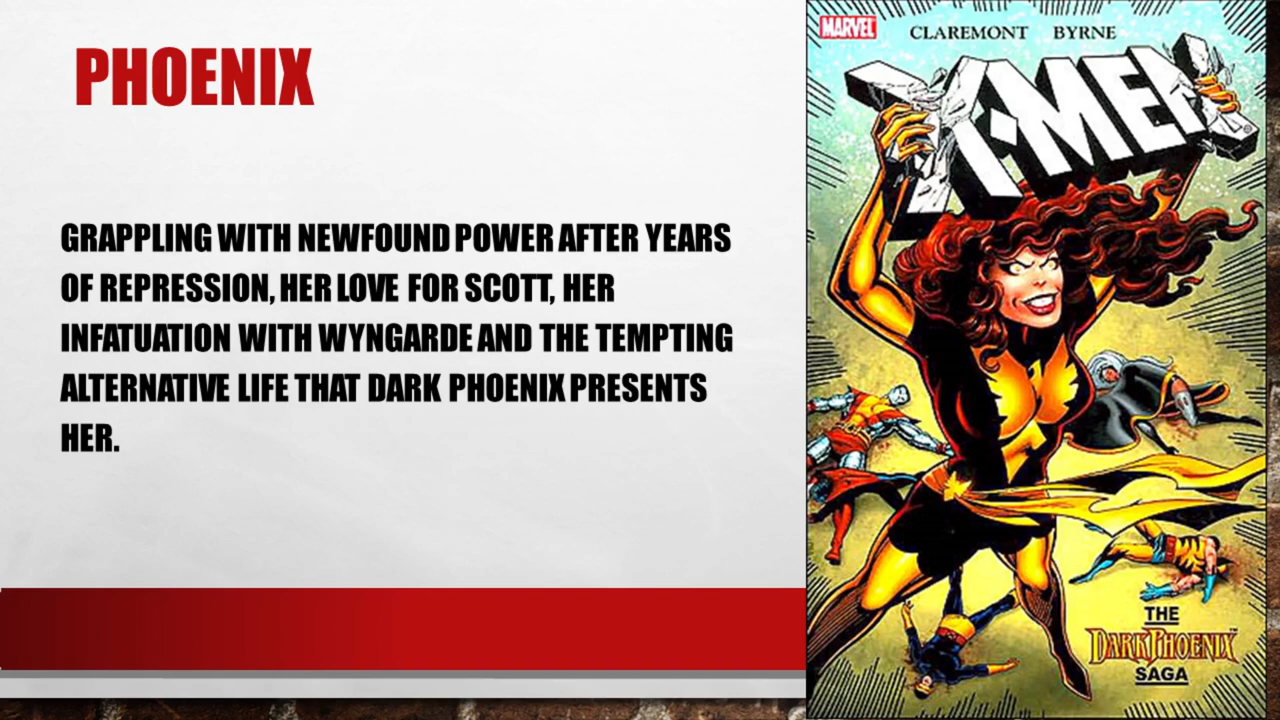 PHOENIX
GRAPPLING WITH NEWFOUND POWER AFTER YEARS
OF REPRESSION, HER LOVE FOR SCOTT, HER
INFATUATION WITH WYNGARDE AND THE TEMPTING
ALTERNATIVE LIFE THAT DARK PHOENIX PRESENTS
HER.
MARVEL
CLAREMONT BYRNE
X-MEN
THE
DARK PHOENIX™
SAGA